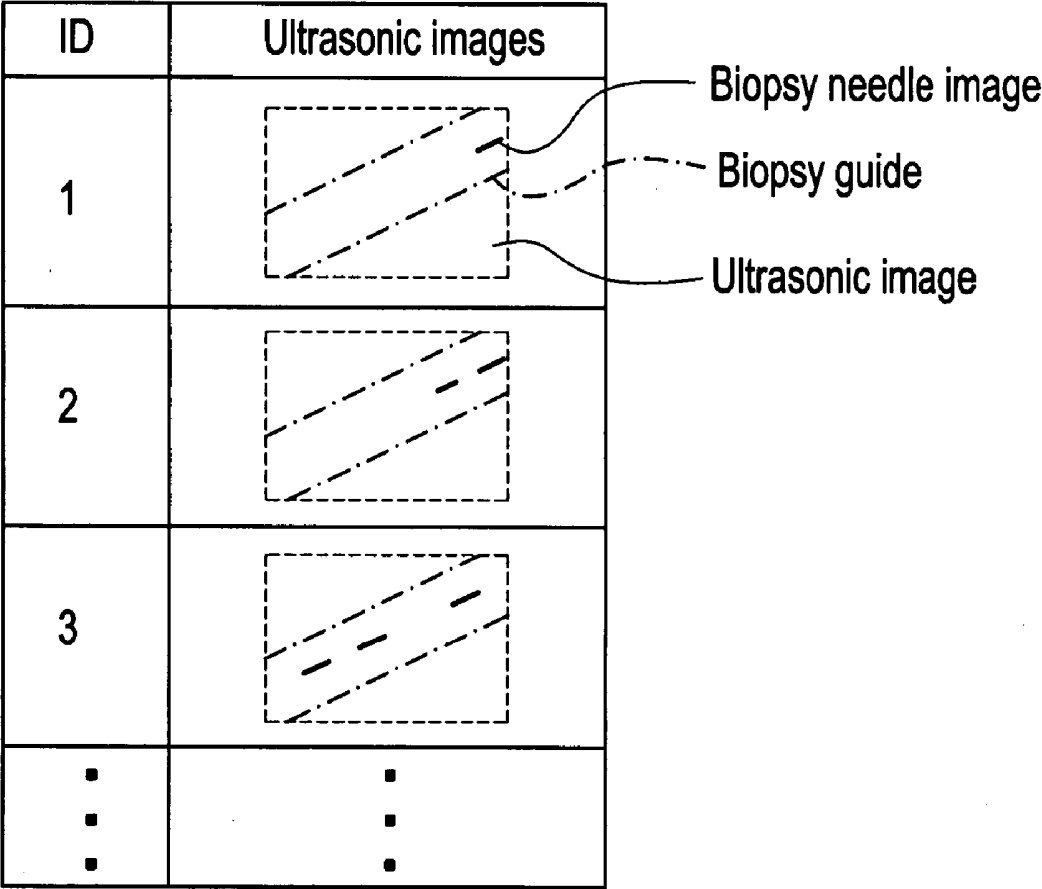 ID Ultrasonic images
Biopsy needle image
1
Biopsy guide
Ultrasonic image
2
3